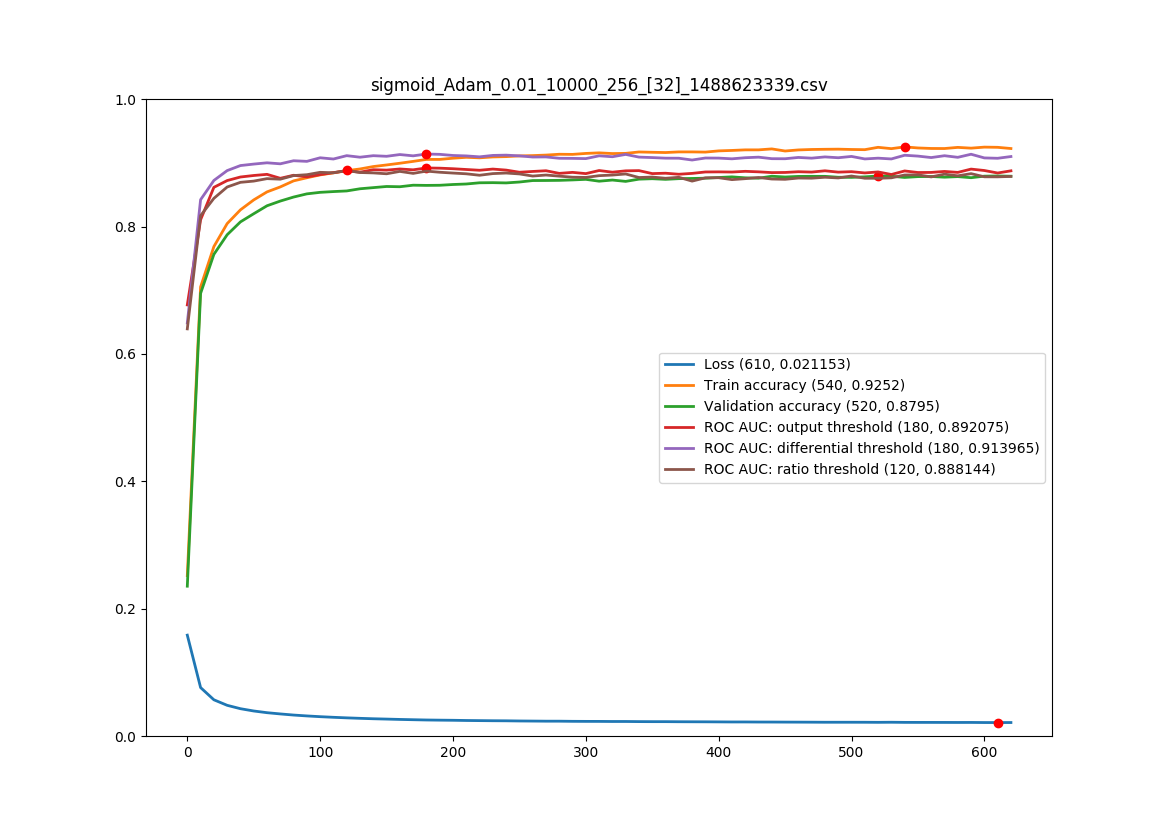 sigmoid_Adam_0.01_10000_256_[32]_1488623339.csv
1.0
0.8
0.6
0.4
0.2
0.0
Loss (610, 0.021153)
Train accuracy (540, 0.9252)
Validation accuracy (520, 0.8795)
ROC AUC: output threshold (180, 0.892075)
ROC AUC: differential threshold (180, 0.913965)
ROC AUC: ratio threshold (120, 0.888144)
0 100 200 300 400 500 600